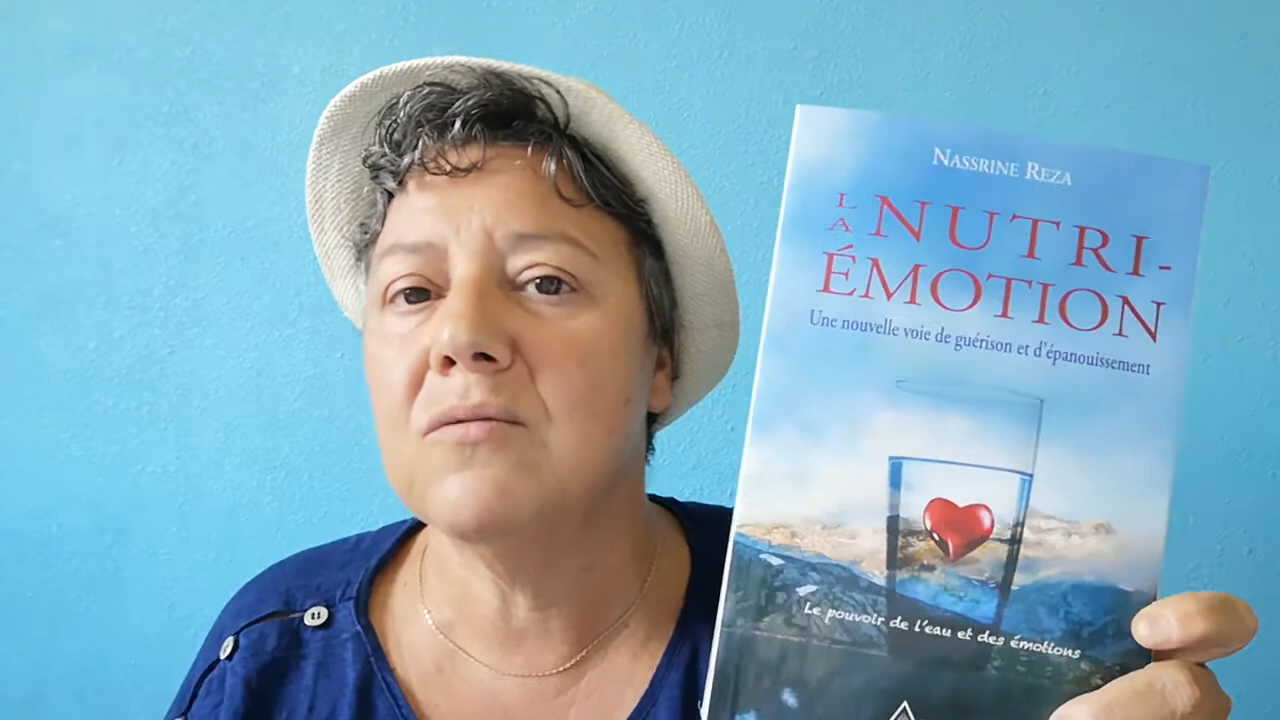 NASSRINE REZA
LA NUTRI-
ÉMOTION
Une nouvelle voie de guérison et d'épanouissement
Le pouvoir de l'eau et des émotions